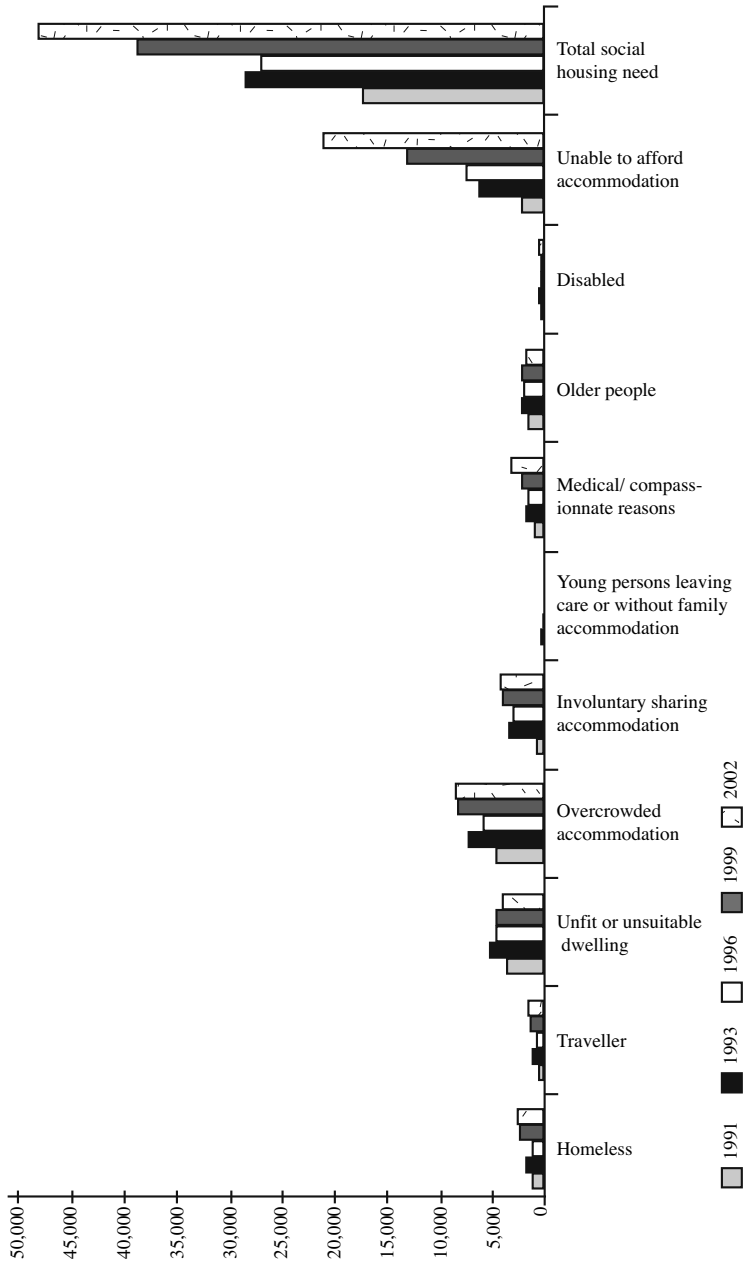 Total social
housing need
Unable to afford
accommodation
Disabled
Older people
Medical/ compass-
ionnate reasons
Young persons leaving
care or without family
accommodation
Involuntary sharing
accommodation
Overcrowded
accommodation
Unfit or unsuitable
dwelling
Traveller
Homeless
50,000
45,000
40,000
35,000
30,000
25,000
20,000
15,000
10,000
5,000
0
1991
1993
1996
1999
2002